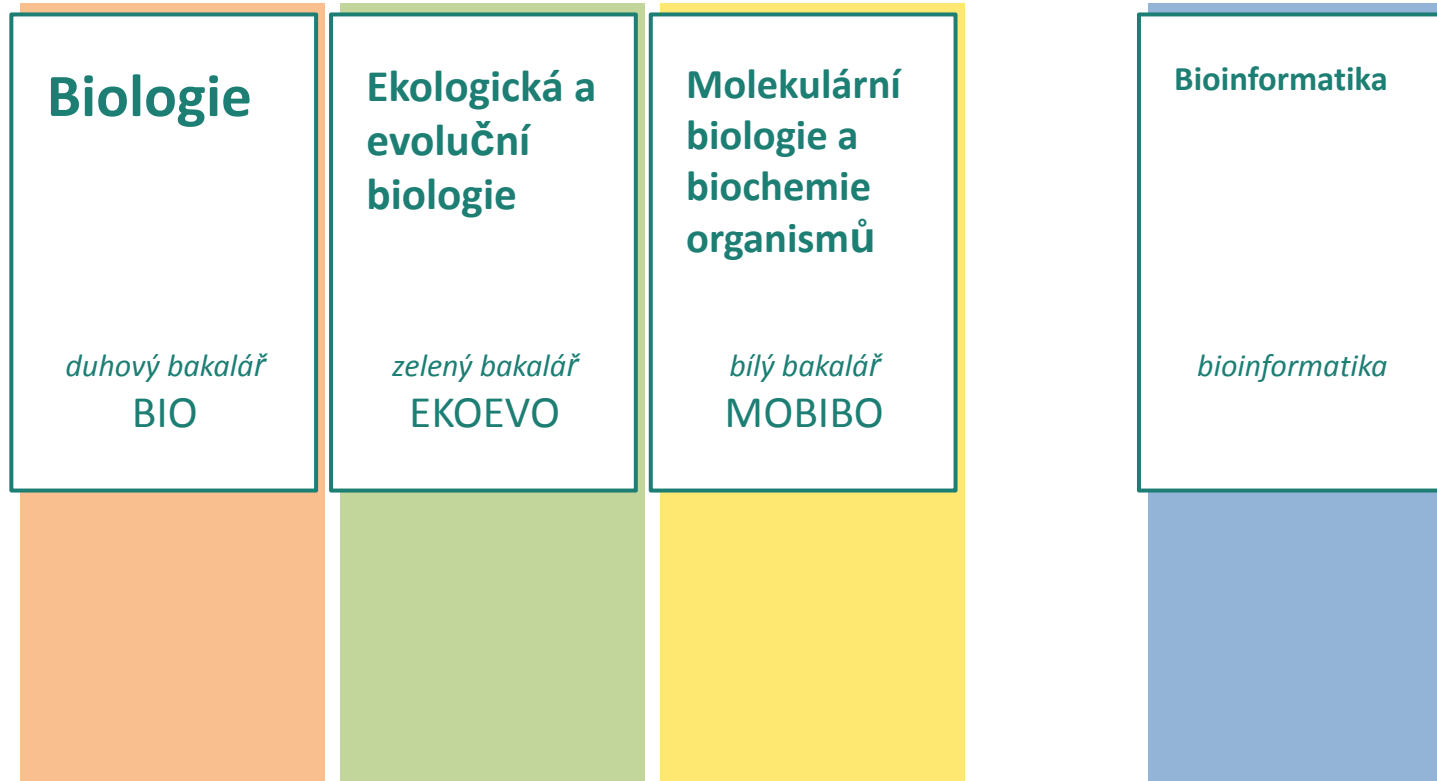 Biologie
duhový bakalář
BIO
Ekologická a
evoluční
biologie
zelený bakalář
EKOEVO
Molekulární
biologie a
biochemie
organismů
bílý bakalář
MOBIBO
Bioinformatika
bioinformatika